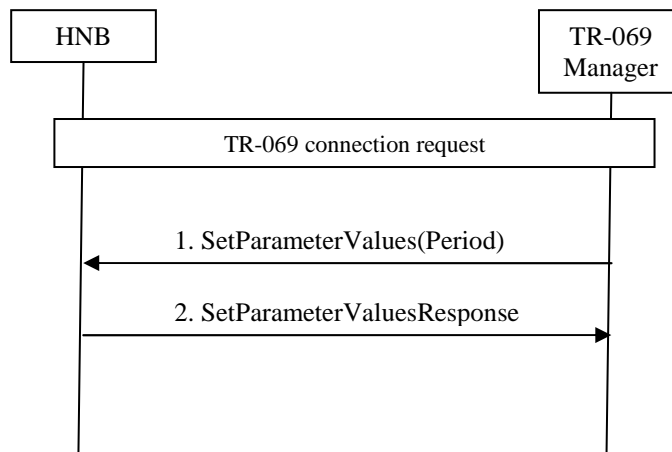 HNB
TR-069
Manager
TR-069 connection request
1. SetParameterValues(Period)
2. SetParameterValuesResponse